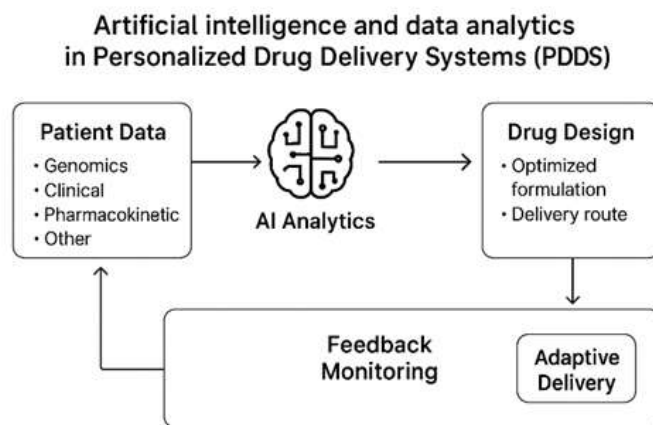 Artificial intelligence and data analytics
in Personalized Drug Delivery Systems (PDDS)
Patient Data
• Genomics
• Clinical
• Pharmacokinetic
• Other
AI Analytics
Drug Design
• Optimized
formulation
• Delivery route
Feedback
Monitoring
Adaptive
Delivery